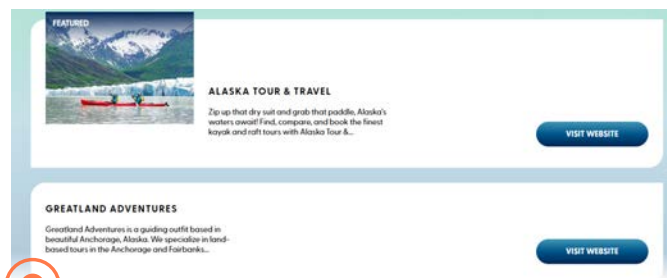 FEATURED
ALASKA TOUR & TRAVEL
Zip up that dry suit and grab that paddle, Alaska's
waters await! Find, compare, and book the finest
kayak and raft tours with Alaska Tour &...
VISIT WEBSITE
GREATLAND ADVENTURES
Greatland Adventures is a guiding outfit based in
beautiful Anchorage, Alaska. We specialize in land-
based tours in the Anchorage and Fairbanks...
VISIT WEBSITE